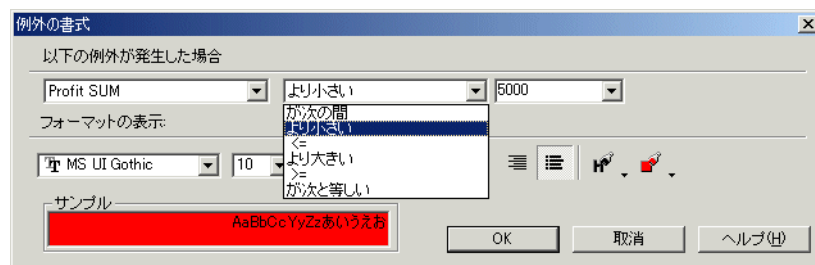 例外の書式
以下の例外が発生した場合
Profit SUM
より小さい
5000
が次の間
より小さい
<=
より大きい
>=
が次と等しい
フォーマットの表示:
MS UI Gothic
10
サンプル
AaBbCcYyZzあいうえお
OK
取消
ヘルプ(H)